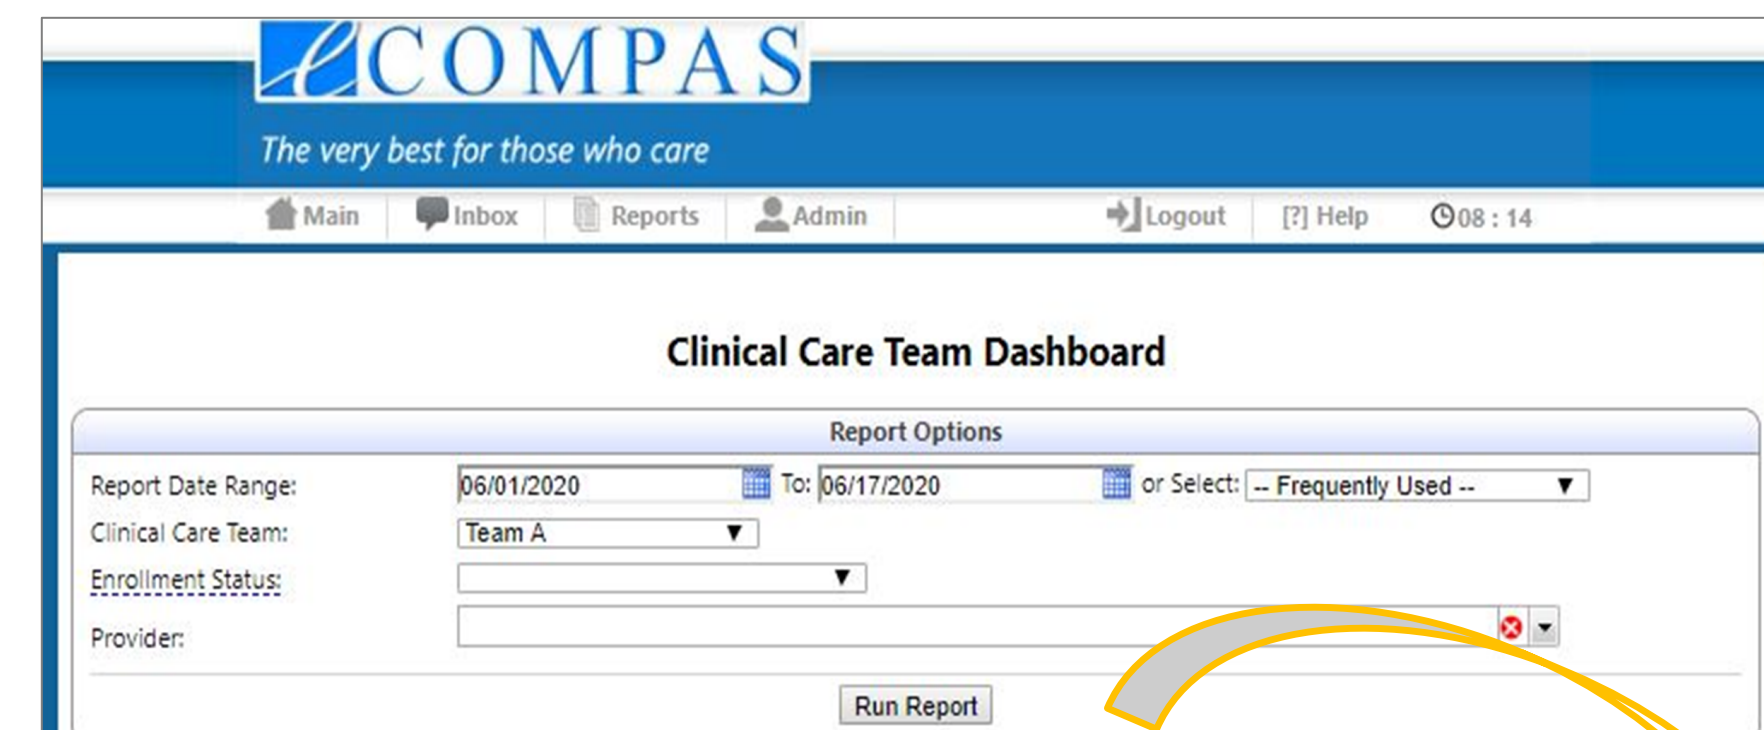 eCOMPAS
The very best for those who care
Main Inbox Reports Admin Logout [?] Help 08 : 14
Clinical Care Team Dashboard
Report Options
Report Date Range: 06/01/2020 To: 06/17/2020 or Select: -- Frequently Used --
Clinical Care Team: Team A
Enrollment Status:
Provider:
Run Report